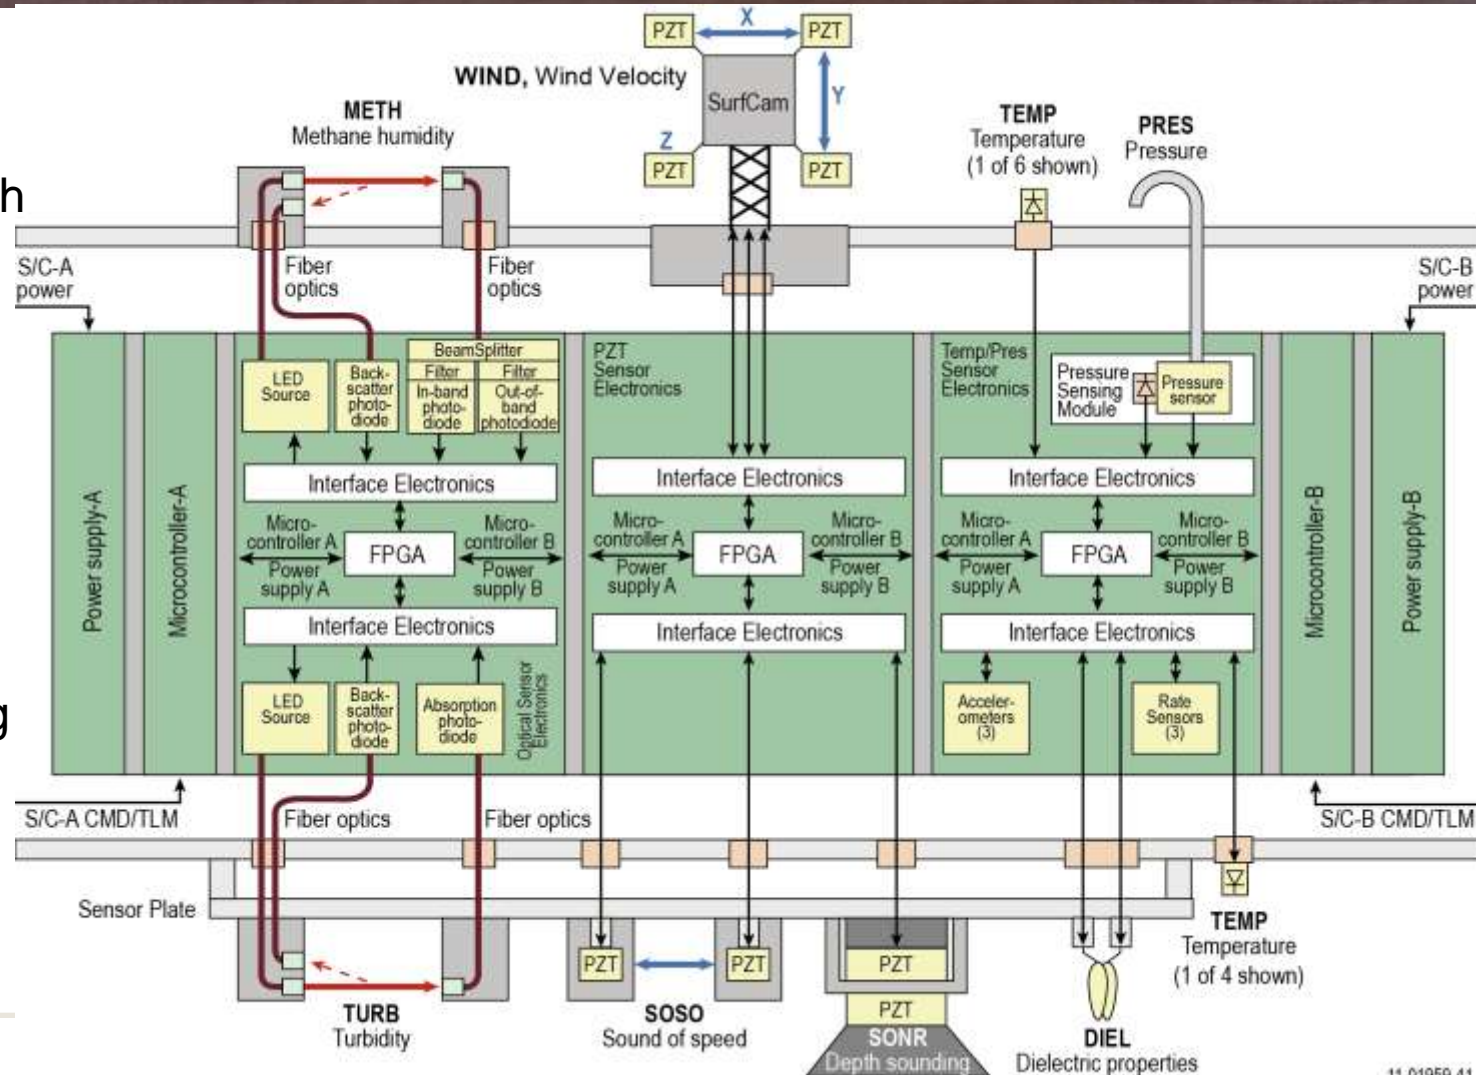 PZT
X
PZT
WIND, Wind Velocity
SurfCam
Y
Z
PZT
PZT
METH
Methane humidity
TEMP
Temperature
(1 of 6 shown)
PRES
Pressure
h
S/C-A
power
Fiber
optics
Fiber
optics
S/C-B
power
Power supply-A
Microcontroller-A
LED
Source
Back-
scatter
photo-
diode
BeamSplitter
Filter
In-band
photo-
diode
Filter
Out-of-
band
photodiode
Interface Electronics
Micro-
controller A
Power
supply A
FPGA
Micro-
controller B
Power
supply B
Interface Electronics
LED
Source
Back-
scatter
photo-
diode
Absorption
photo-
diode
Optical Sensor
Electronics
PZT
Sensor
Electronics
Interface Electronics
Micro-
controller A
Power
supply A
FPGA
Micro-
controller B
Power
supply B
Interface Electronics
Temp/Pres
Sensor
Electronics
Pressure
Sensing
Module
Pressure
sensor
Interface Electronics
Micro-
controller A
Power
supply A
FPGA
Micro-
controller B
Power
supply B
Interface Electronics
Acceler-
ometers
(3)
Rate
Sensors
(3)
Microcontroller-B
Power supply-B
g
S/C-A CMD/TLM
Fiber optics
Fiber optics
S/C-B CMD/TLM
Sensor Plate
TURB
Turbidity
PZT
PZT
SOSO
Sound of speed
PZT
PZT
SONR
Depth sounding
DIEL
Dielectric properties
TEMP
Temperature
(1 of 4 shown)